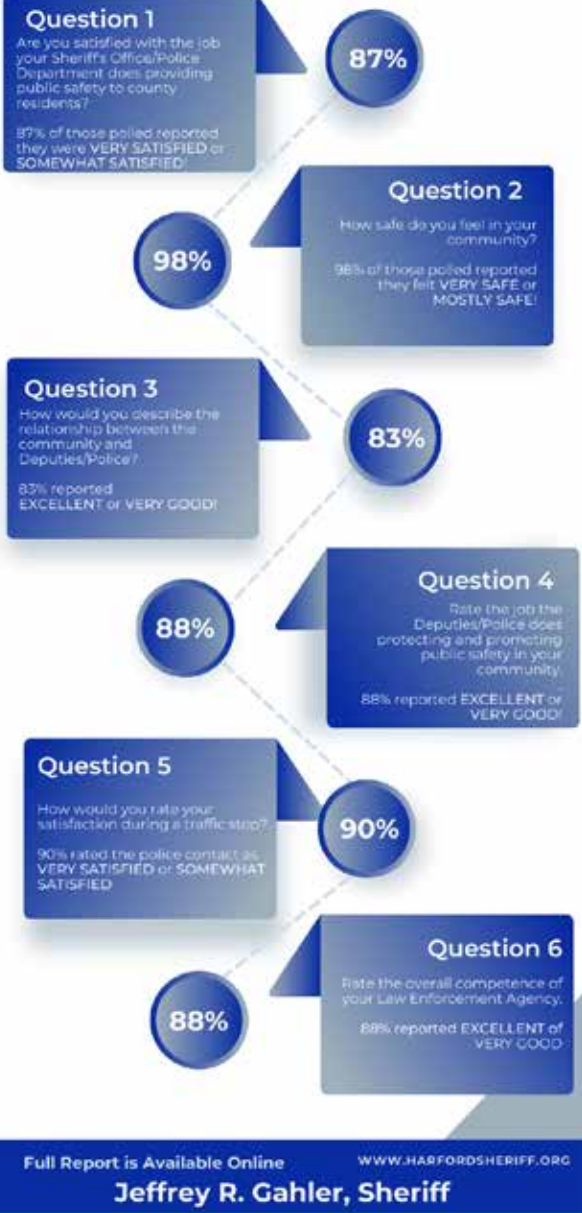 Question 1
Are you satisfied with the job
your Sheriff's Office/Police
Department does providing
public safety to county
residents?
87% of those polled reported
they were VERY SATISFIED or
SOMEWHAT SATISFIED!
87%
Question 2
How safe do you feel in your
community?
98% of those polled reported
they felt VERY SAFE or
MOSTLY SAFE!
98%
Question 3
How would you describe the
relationship between the
community and
Deputies/Police?
83% reported
EXCELLENT or VERY GOOD!
83%
Question 4
Rate the job the
Deputies/Police does
protecting and promoting
public safety in your
community.
88% reported EXCELLENT or
VERY GOOD!
88%
Question 5
How would you rate your
satisfaction during a traffic stop?
90% rated the police contact as
VERY SATISFIED or SOMEWHAT
SATISFIED
90%
Question 6
Rate the overall competence of
your Law Enforcement Agency.
88% reported EXCELLENT of
VERY GOOD
88%
Full Report is Available Online
WWW.HARFORDSHERIFF.ORG
Jeffrey R. Gahler, Sheriff